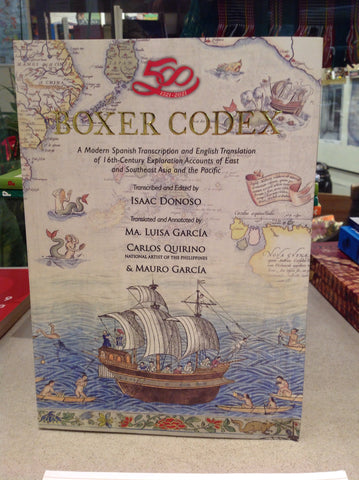 500
1521-2021
BOXER CODEX
A Modern Spanish Transcription and English Translation
of 16th-Century Exploration Accounts of East
and Southeast Asia and the Pacific
Transcribed and Edited by
ISAAC DONOSO
Translated and Annotated by
MA. LUISA GARCÍA
CARLOS QUIRINO
NATIONAL ARTIST OF THE PHILIPPINES
& MAURO GARCÍA